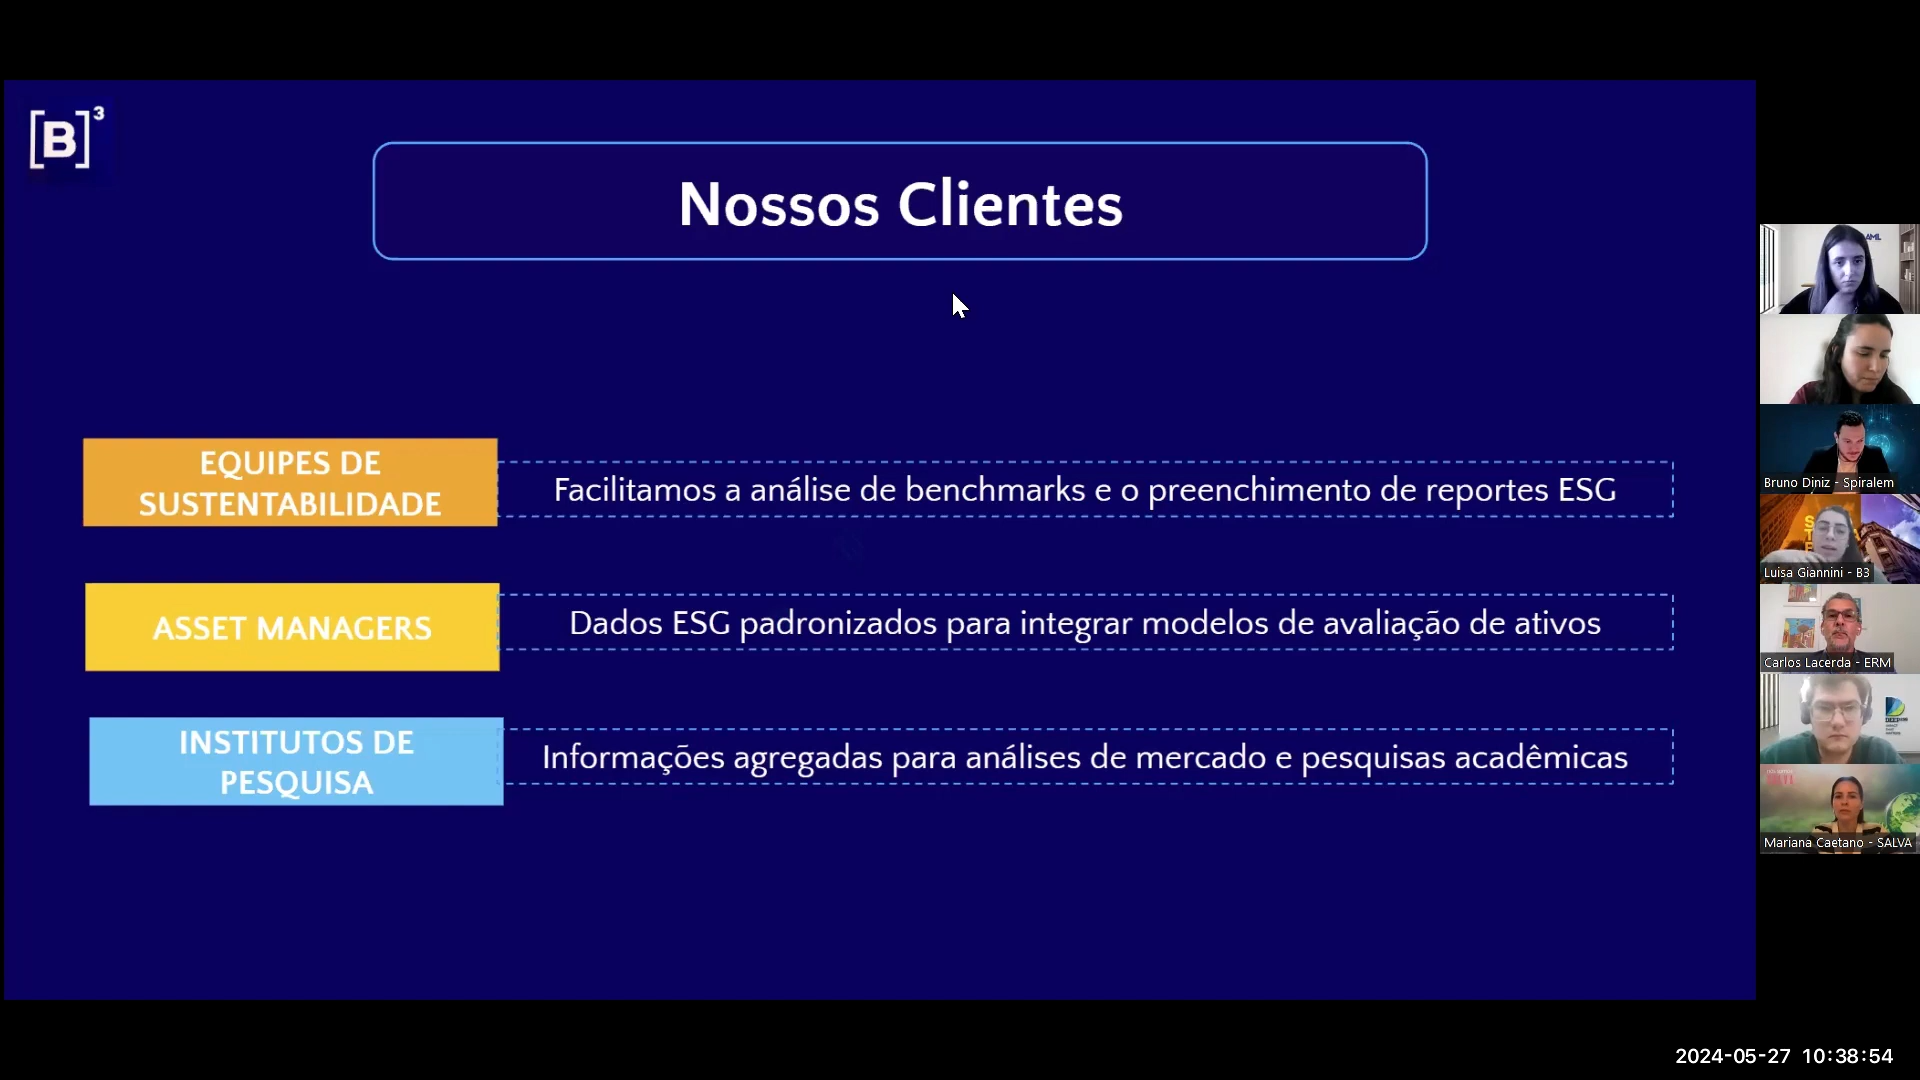 [B]³
Nossos Clientes
EQUIPES DE
SUSTENTABILIDADE
Facilitamos a análise de benchmarks e o preenchimento de reportes ESG
ASSET MANAGERS
Dados ESG padronizados para integrar modelos de avaliação de ativos
INSTITUTOS DE
PESQUISA
Informações agregadas para análises de mercado e pesquisas acadêmicas
Bruno Diniz - Spiralem
Luisa Giannini - B3
Carlos Lacerda - ERM
Mariana Caetano - SALVA
2024-05-27 10:38:54